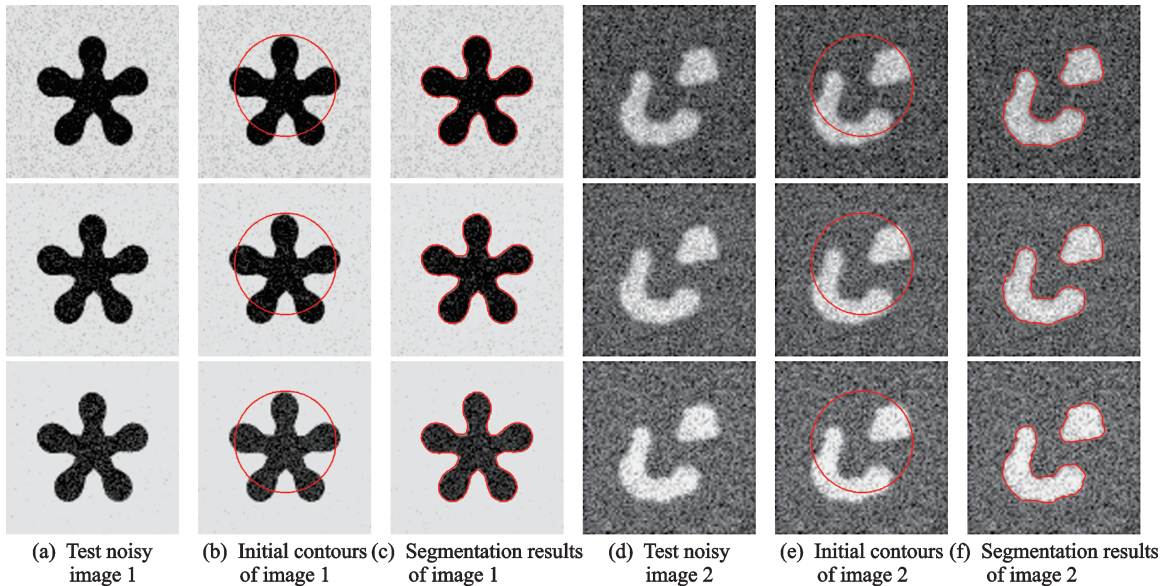 (a) Test noisy
image 1
(b) Initial contours
of image 1
(c) Segmentation results
of image 1
(d) Test noisy
image 2
(e) Initial contours
of image 2
(f) Segmentation results
of image 2